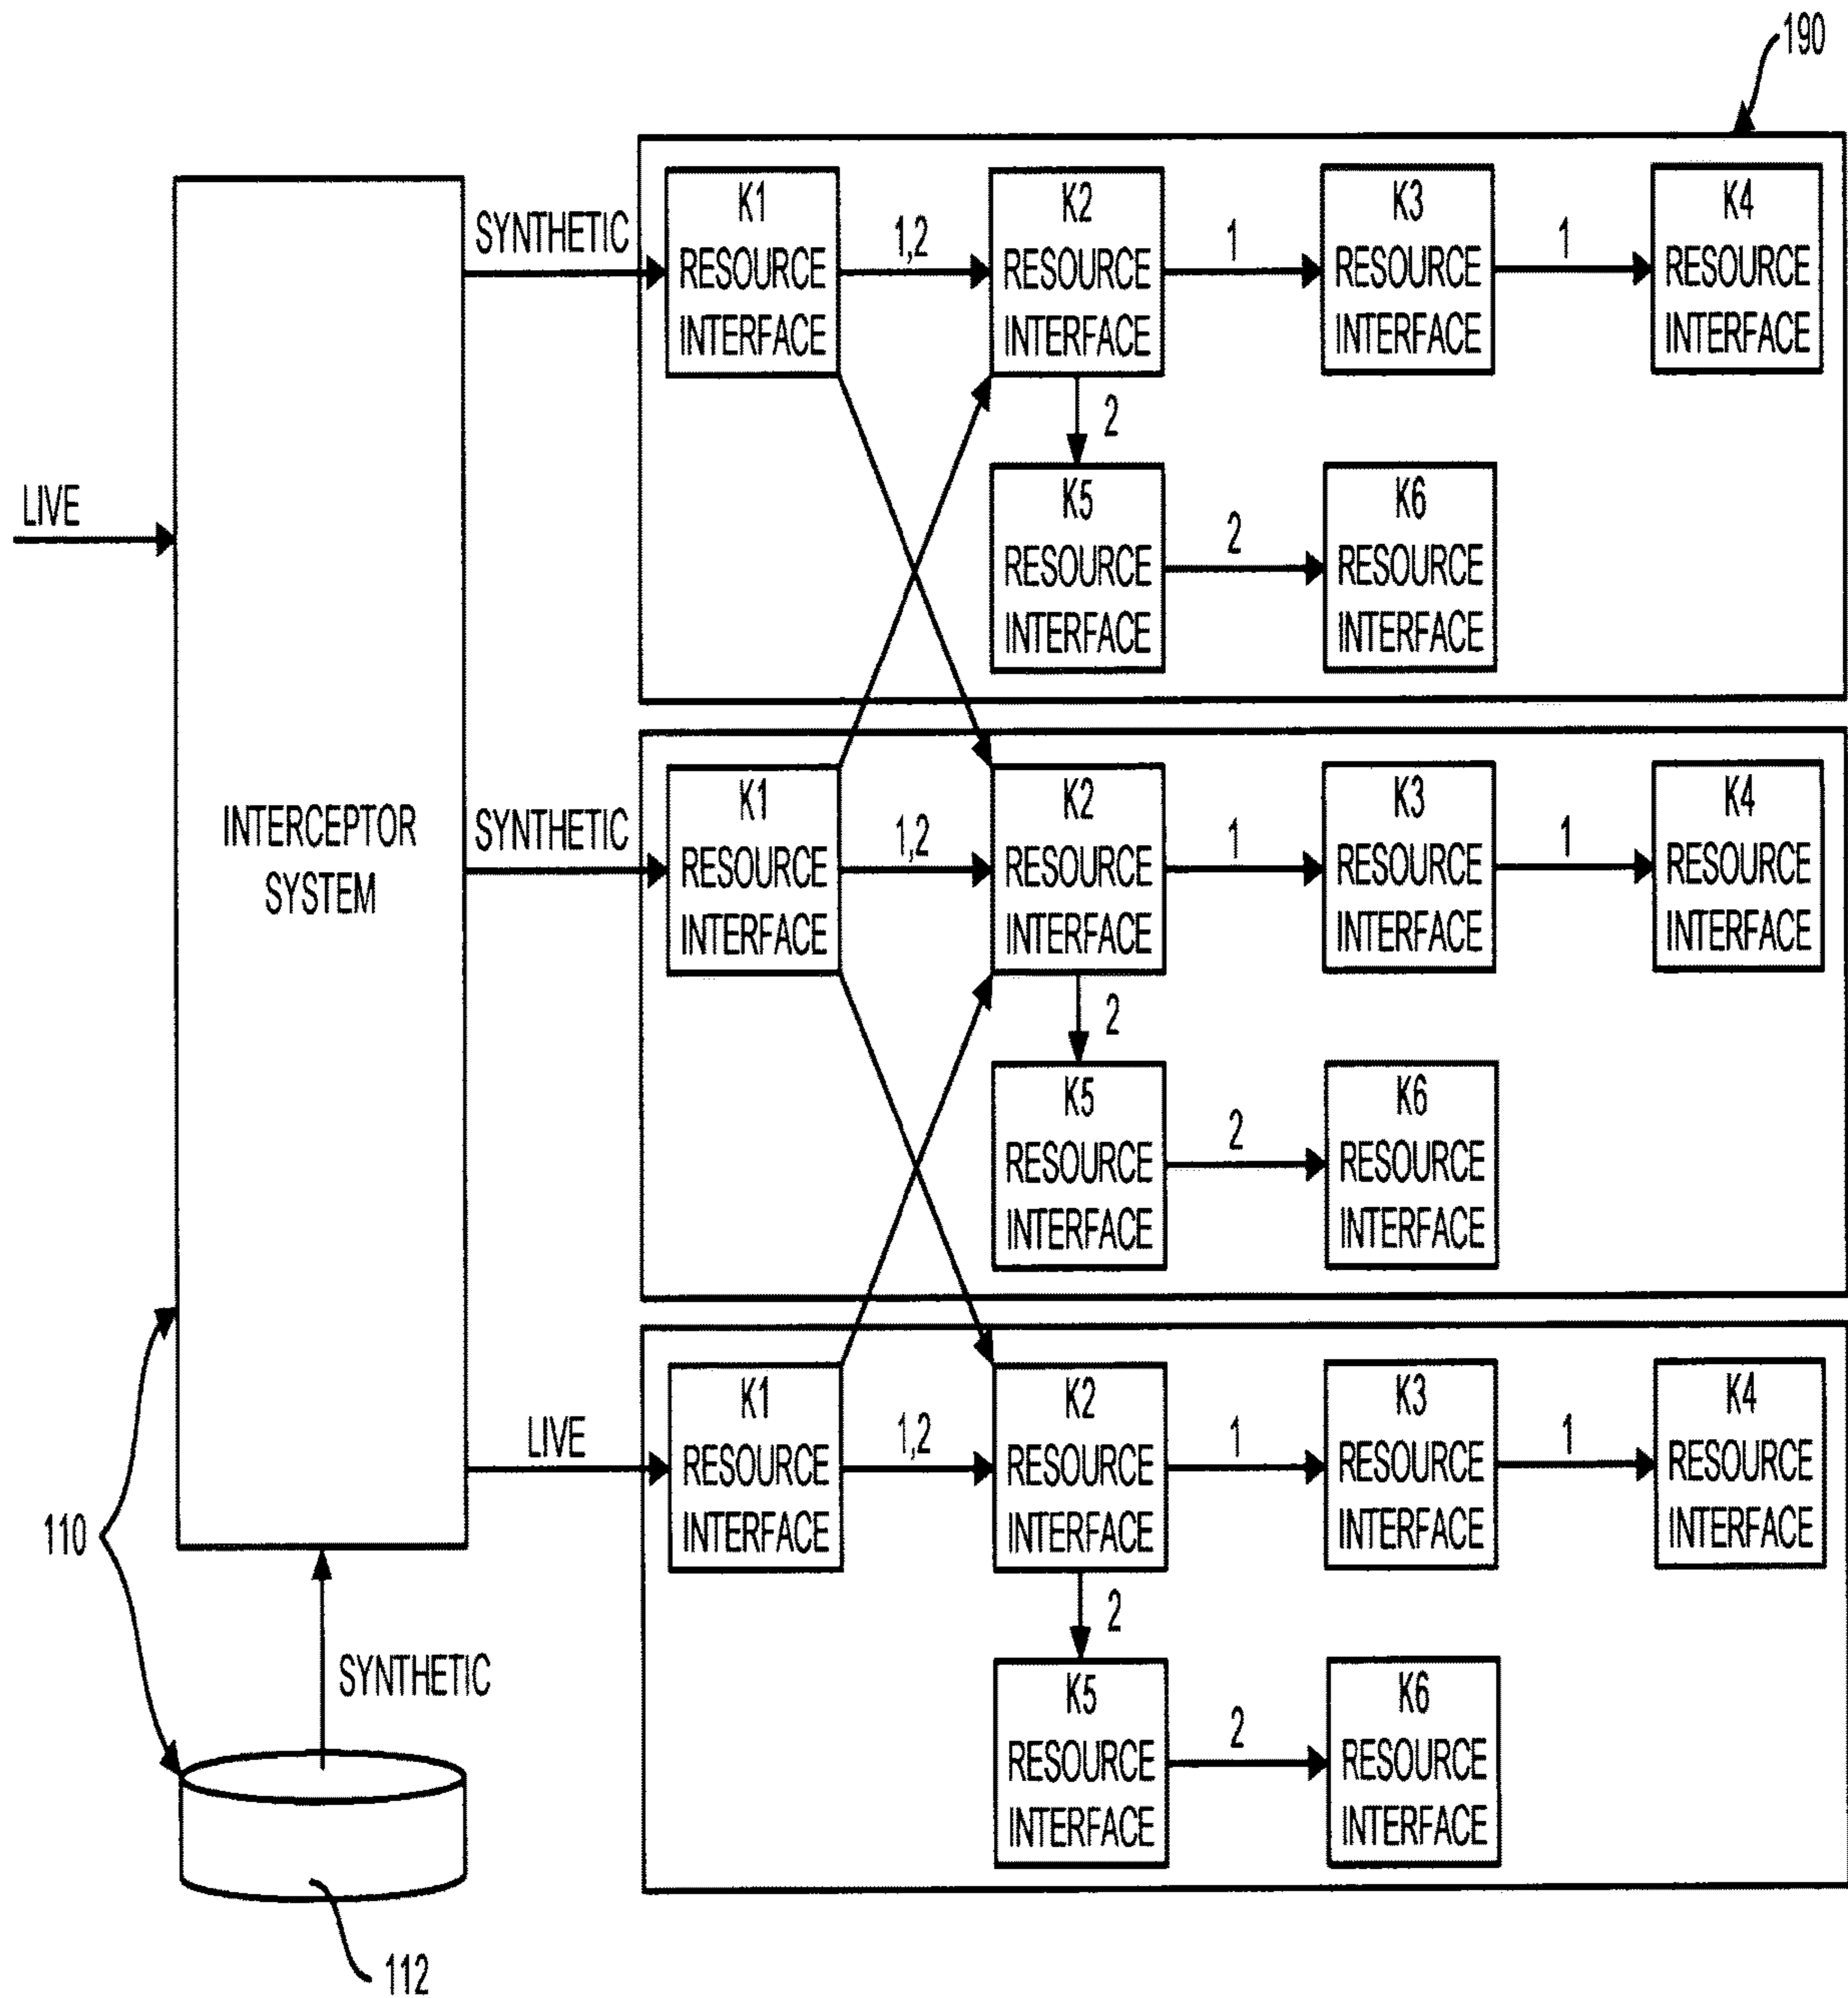 190
SYNTHETIC
K1
RESOURCE
INTERFACE
1,2
K2
RESOURCE
INTERFACE
1
K3
RESOURCE
INTERFACE
1
K4
RESOURCE
INTERFACE
2
LIVE
K5
RESOURCE
INTERFACE
2
K6
RESOURCE
INTERFACE
INTERCEPTOR
SYSTEM
SYNTHETIC
K1
RESOURCE
INTERFACE
1,2
K2
RESOURCE
INTERFACE
1
K3
RESOURCE
INTERFACE
1
K4
RESOURCE
INTERFACE
2
K5
RESOURCE
INTERFACE
2
K6
RESOURCE
INTERFACE
LIVE
K1
RESOURCE
INTERFACE
1,2
K2
RESOURCE
INTERFACE
1
K3
RESOURCE
INTERFACE
1
K4
RESOURCE
INTERFACE
110
2
SYNTHETIC
K5
RESOURCE
INTERFACE
2
K6
RESOURCE
INTERFACE
112